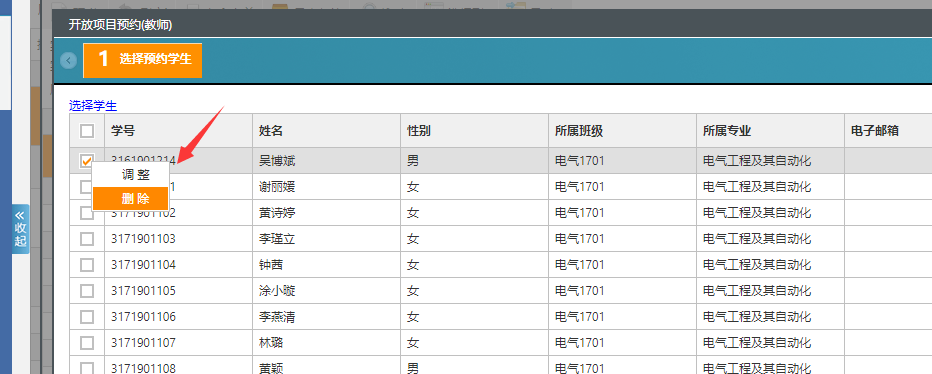 开放项目预约(教师)
1 选择预约学生
选择学生
学号 姓名 性别 所属班级 所属专业 电子邮箱
3161901214 吴博斌 男 电气1701 电气工程及其自动化
调 整
1 谢丽媛 女 电气1701 电气工程及其自动化
删 除
3171901102 黄诗婷 女 电气1701 电气工程及其自动化
3171901103 李瑾立 女 电气1701 电气工程及其自动化
3171901104 钟茜 女 电气1701 电气工程及其自动化
3171901105 涂小璇 女 电气1701 电气工程及其自动化
3171901106 李燕清 女 电气1701 电气工程及其自动化
3171901107 林璐 女 电气1701 电气工程及其自动化
3171901108 黄颖 男 电气1701 电气工程及其自动化
收起